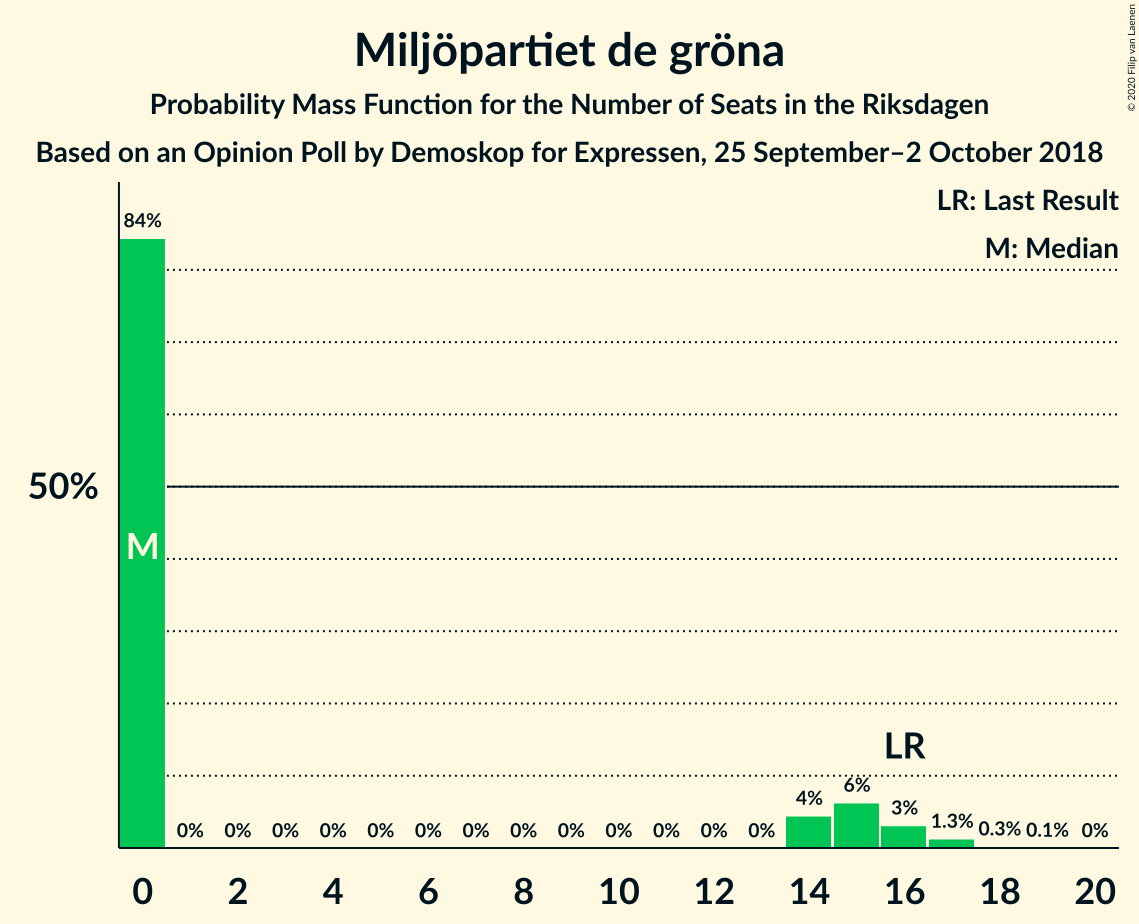 Miljöpartiet de gröna
Probability Mass Function for the Number of Seats in the Riksdagen
Based on an Opinion Poll by Demoskop for Expressen, 25 September–2 October 2018
© 2020 Filip van Laenen
LR: Last Result
M: Median
84%
50%
M
LR
0% 0% 0% 0% 0% 0% 0% 0% 0% 0% 0% 0% 0% 4% 6% 3% 1.3% 0.3% 0.1% 0%
0 2 4 6 8 10 12 14 16 18 20